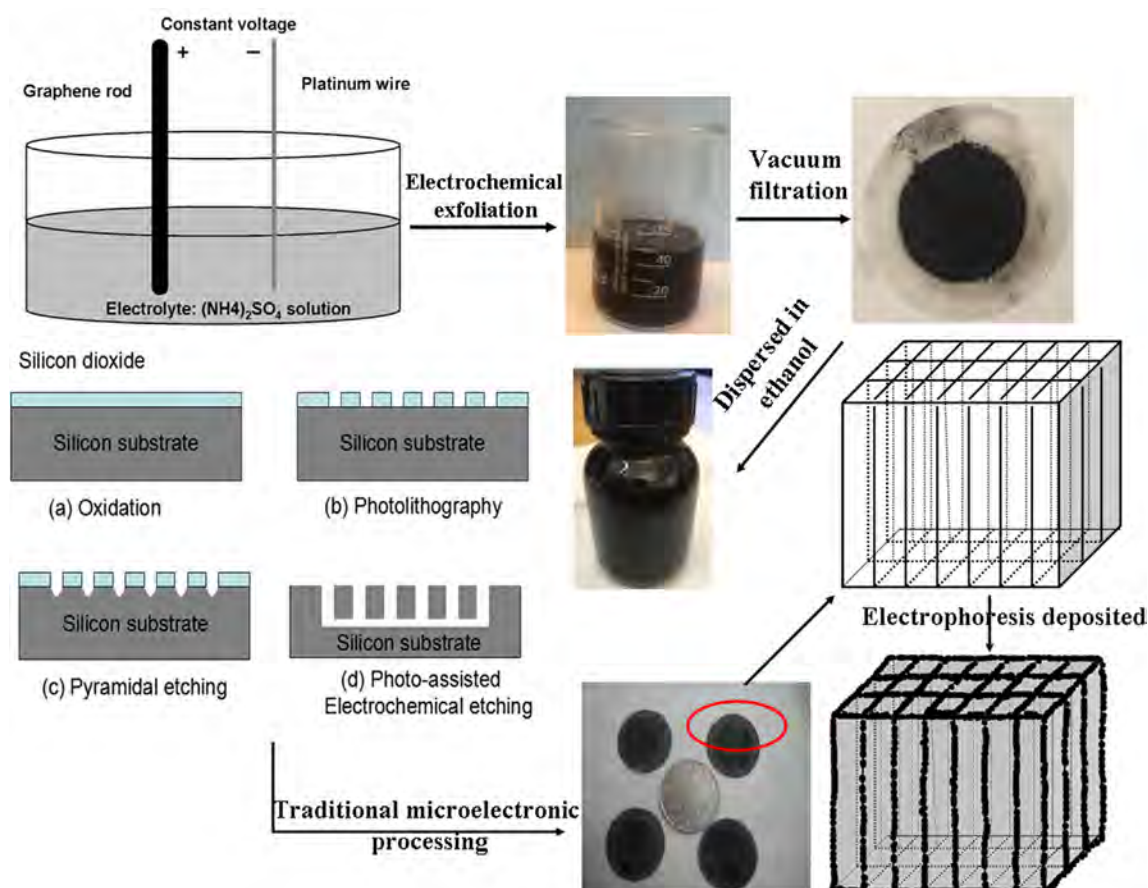 Constant voltage
+ −
Graphene rod
Platinum wire
Electrolyte: (NH4)₂SO₄ solution
Electrochemical
exfoliation
40
20
Vacuum
filtration
Dispersed in
ethanol
Silicon dioxide
Silicon substrate
(a) Oxidation
Silicon substrate
(b) Photolithography
Silicon substrate
(c) Pyramidal etching
Silicon substrate
(d) Photo-assisted
Electrochemical etching
Electrophoresis deposited
Traditional microelectronic
processing